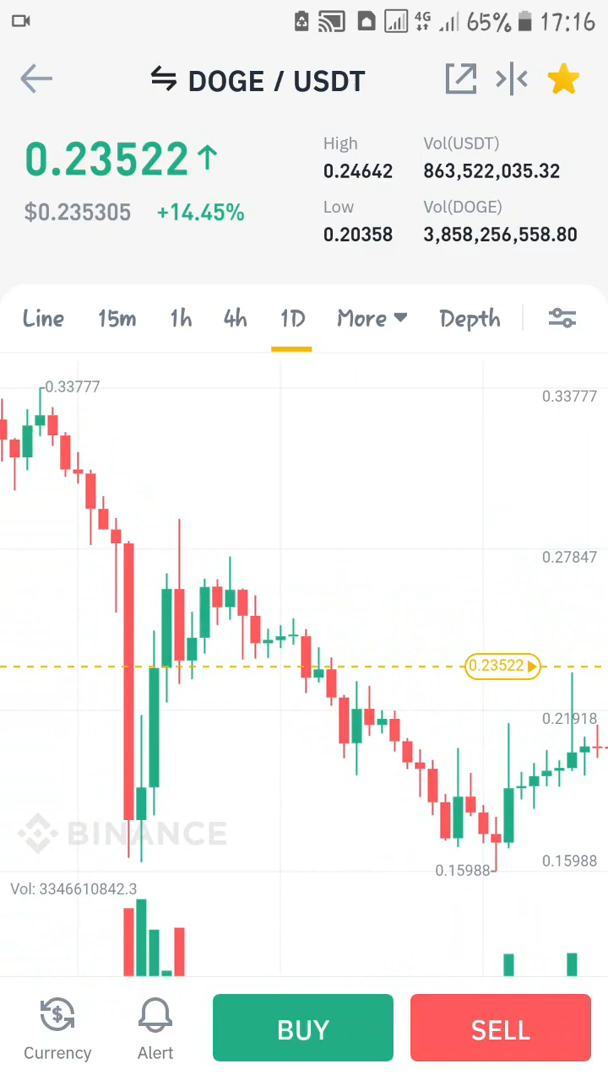 4G 65% 17:16
DOGE / USDT
0.23522↑
$0.235305 +14.45%
High
0.24642
Vol(USDT)
863,522,035.32
Low
0.20358
Vol(DOGE)
3,858,256,558.80
Line 15m 1h 4h 1D More Depth
0.33777
0.33777
0.27847
0.23522
0.21918
BINANCE
0.15988
0.15988
Vol: 3346610842.3
Currency
Alert
BUY
SELL